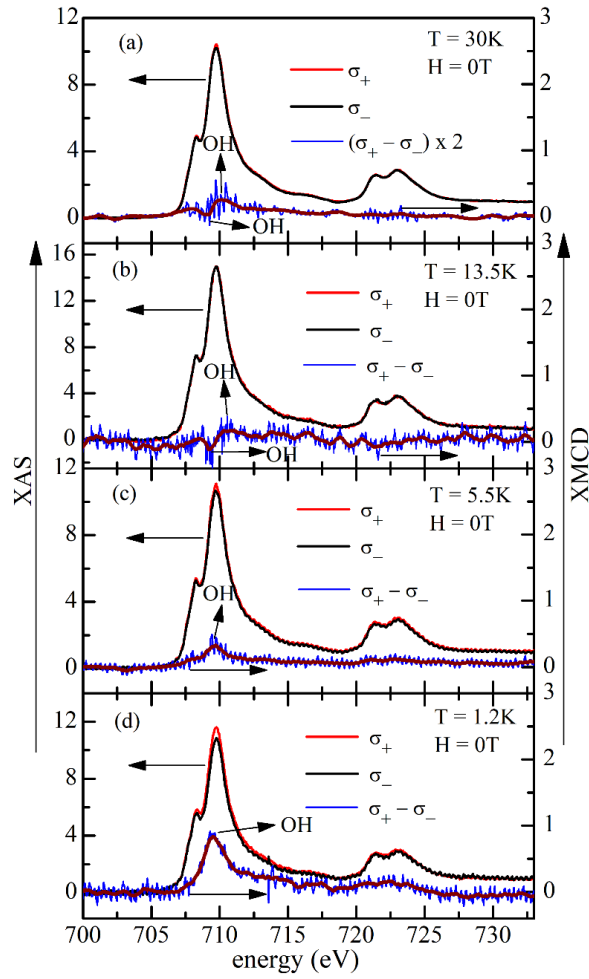 12
(a)
T = 30K
H = 0T
3
8
σ+
2
σ−
4
OH
(σ+ − σ−) x 2
1
0
OH
0
16
(b)
T = 13.5K
H = 0T
3
12
σ+
2
8
σ−
4
OH
σ+ − σ−
1
0
OH
0
12
(c)
T = 5.5K
H = 0T
3
8
σ+
2
σ−
4
OH
σ+ − σ−
1
0
0
12
(d)
T = 1.2K
H = 0T
3
8
σ+
2
σ−
4
OH
σ+ − σ−
1
0
0
XAS
XMCD
700 705 710 715 720 725 730
energy (eV)